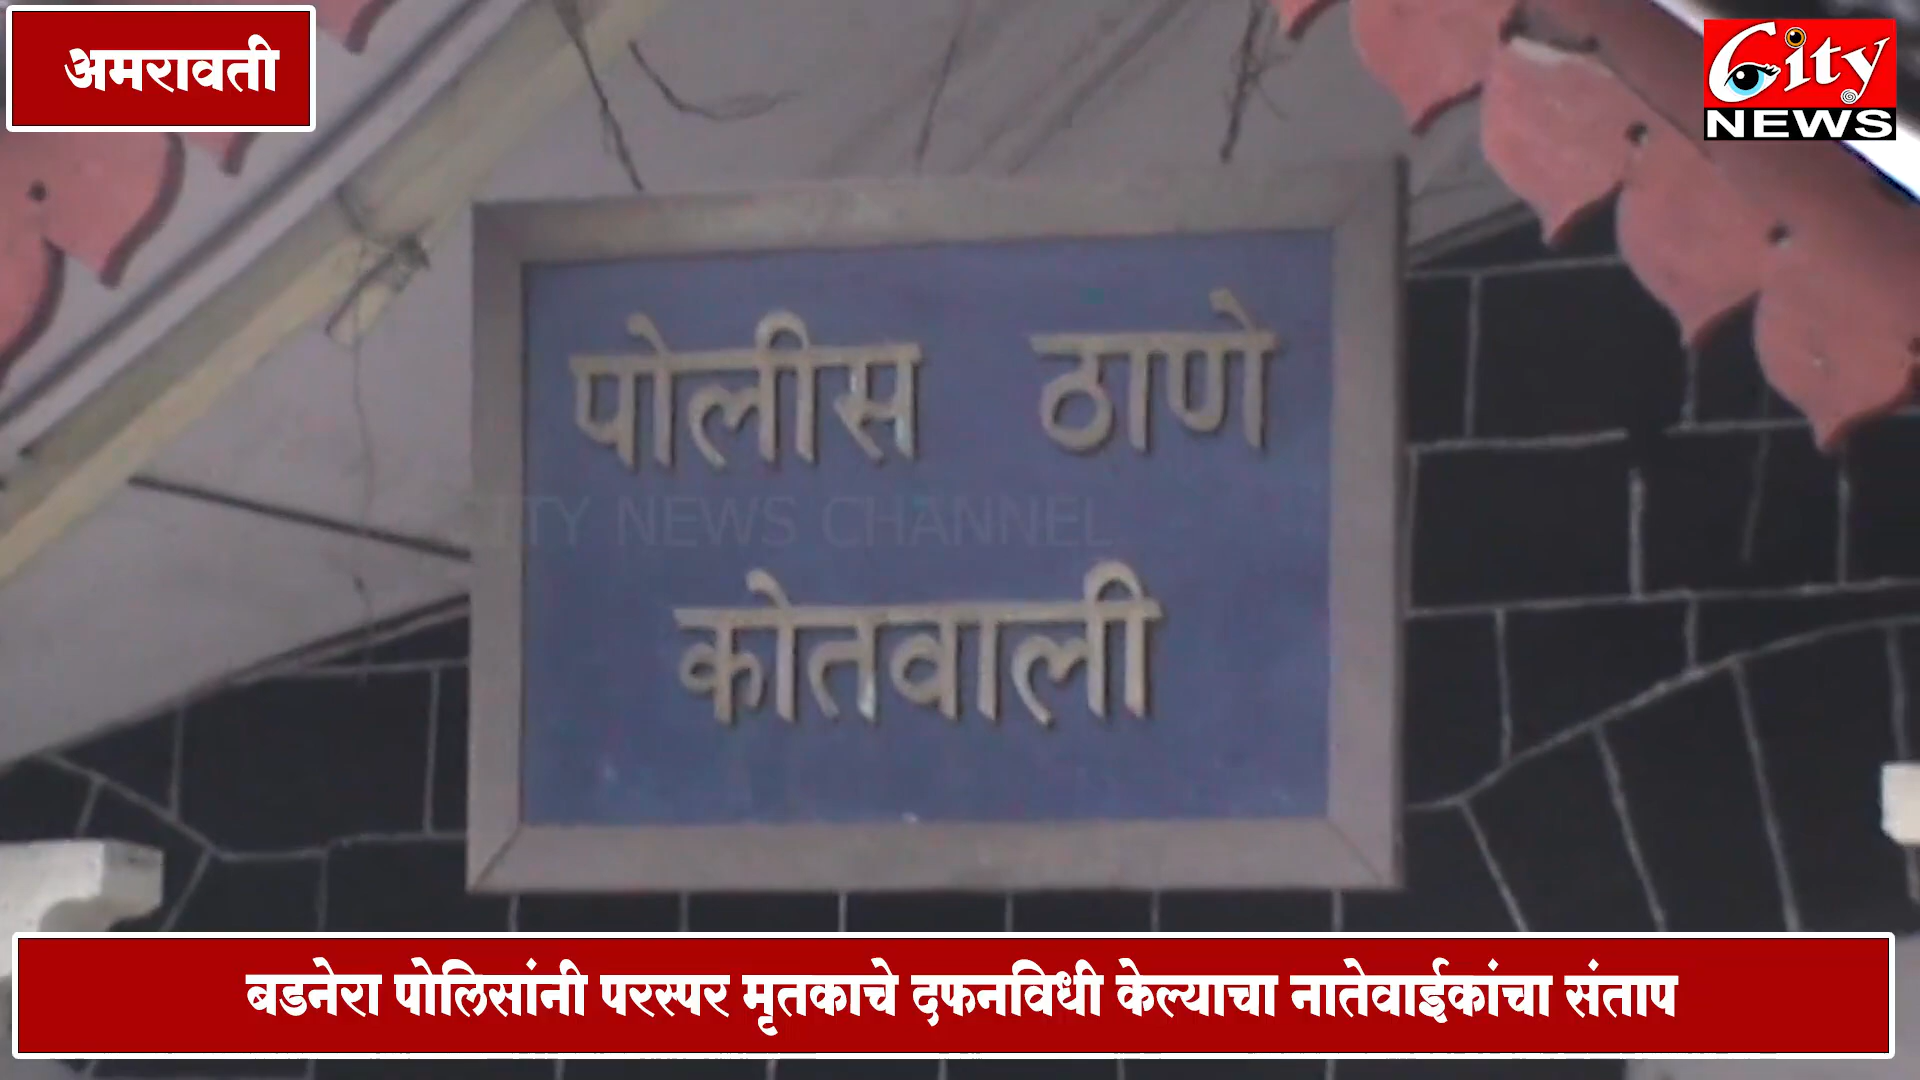 अमरावती
City
NEWS
पोलीस ठाणे
CITY NEWS CHANNEL
कोतवाली
बडनेरा पोलिसांनी परस्पर मृतकाचे दफनविधी केल्याचा नातेवाईकांचा संताप